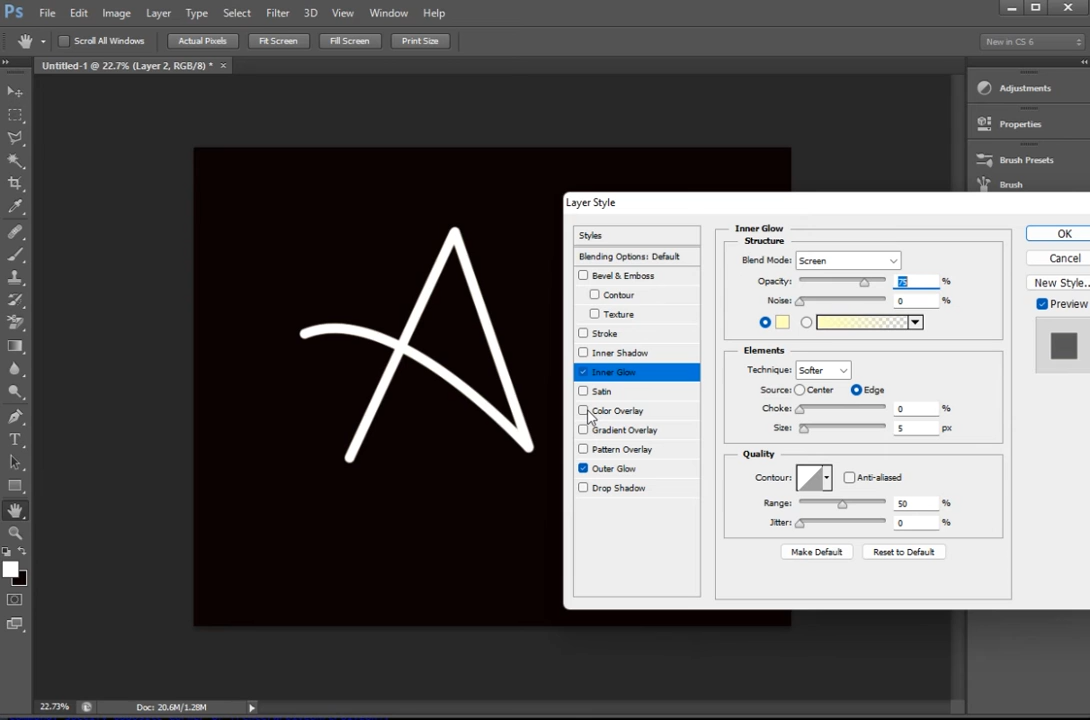 Ps File Edit Image Layer Type Select Filter 3D View Window Help
Scroll All Windows Actual Pixels Fit Screen Fill Screen Print Size New in CS 6
Untitled-1 @ 22.7% (Layer 2, RGB/8) * ×
Adjustments
Properties
Brush Presets
Brush
A
Layer Style
Styles
Blending Options: Default
Bevel & Emboss
Contour
Texture
Stroke
Inner Shadow
Inner Glow
Satin
Color Overlay
Gradient Overlay
Pattern Overlay
Outer Glow
Drop Shadow
Inner Glow
Structure
Blend Mode: Screen
Opacity: 75 %
Noise: 0 %
Elements
Technique: Softer
Source: Center Edge
Choke: 0 %
Size: 5 px
Quality
Contour: Anti-aliased
Range: 50 %
Jitter: 0 %
Make Default Reset to Default
OK
Cancel
New Style...
Preview
T
22.73% Doc: 20.6M/1.28M